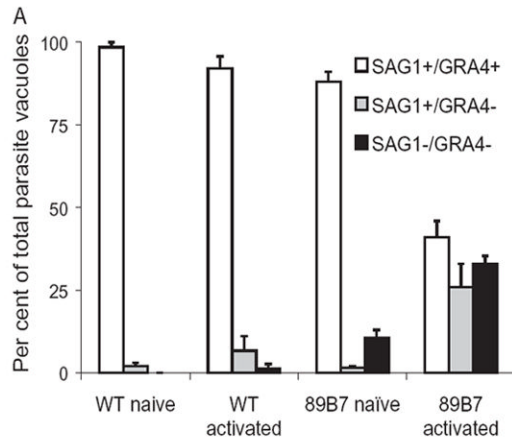 A
Per cent of total parasite vacuoles
100
75
50
25
0
SAG1+/GRA4+
SAG1+/GRA4-
SAG1-/GRA4-
WT naive
WT
activated
89B7 naïve
89B7
activated